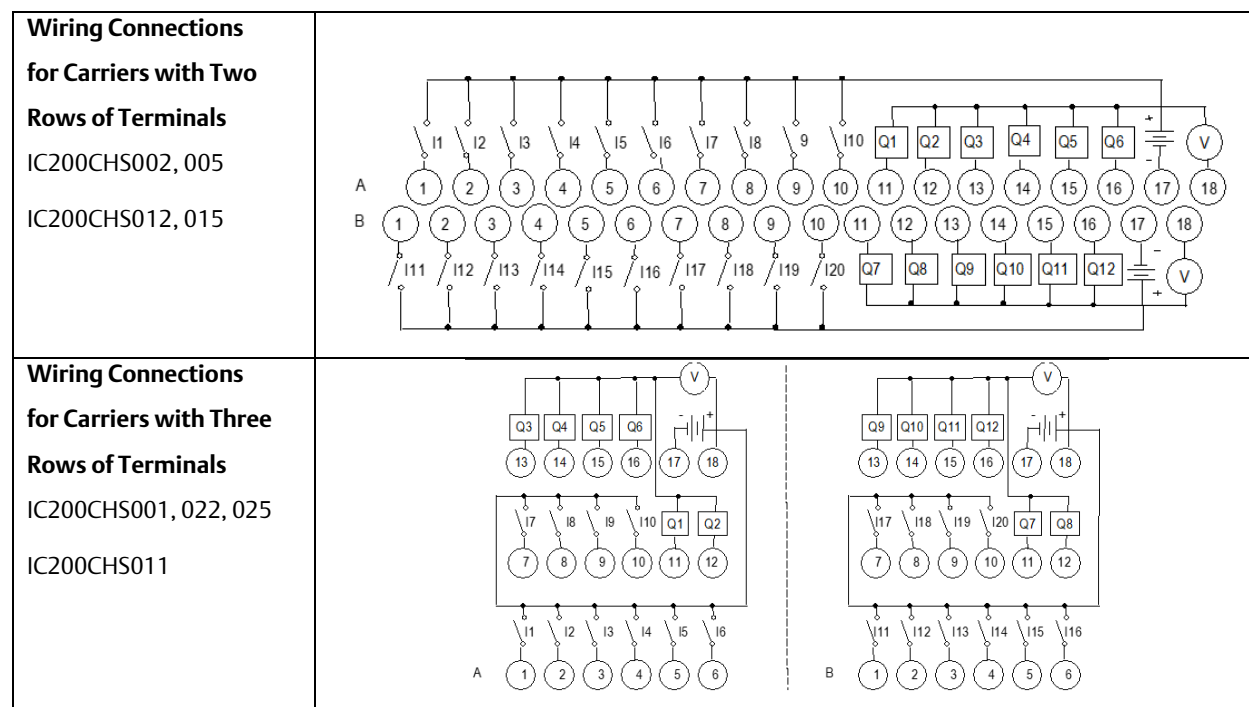 Wiring Connections
for Carriers with Two
Rows of Terminals
IC200CHS002, 005
IC200CHS012, 015
I1 I2 I3 I4 I5 I6 I7 I8 9 I10 Q1 Q2 Q3 Q4 Q5 Q6 + - V
A 1 2 3 4 5 6 7 8 9 10 11 12 13 14 15 16 17 18
B 1 2 3 4 5 6 7 8 9 10 11 12 13 14 15 16 17 18
I11 I12 I13 I14 I15 I16 I17 I18 I19 I20 Q7 Q8 Q9 Q10 Q11 Q12 - + V
Wiring Connections
for Carriers with Three
Rows of Terminals
IC200CHS001, 022, 025
IC200CHS011
V
Q3 Q4 Q5 Q6 - +
13 14 15 16 17 18
I7 I8 I9 I10 Q1 Q2
7 8 9 10 11 12
I1 I2 I3 I4 I5 I6
A 1 2 3 4 5 6
V
Q9 Q10 Q11 Q12 - +
13 14 15 16 17 18
I17 I18 I19 I20 Q7 Q8
7 8 9 10 11 12
I11 I12 I13 I14 I15 I16
B 1 2 3 4 5 6